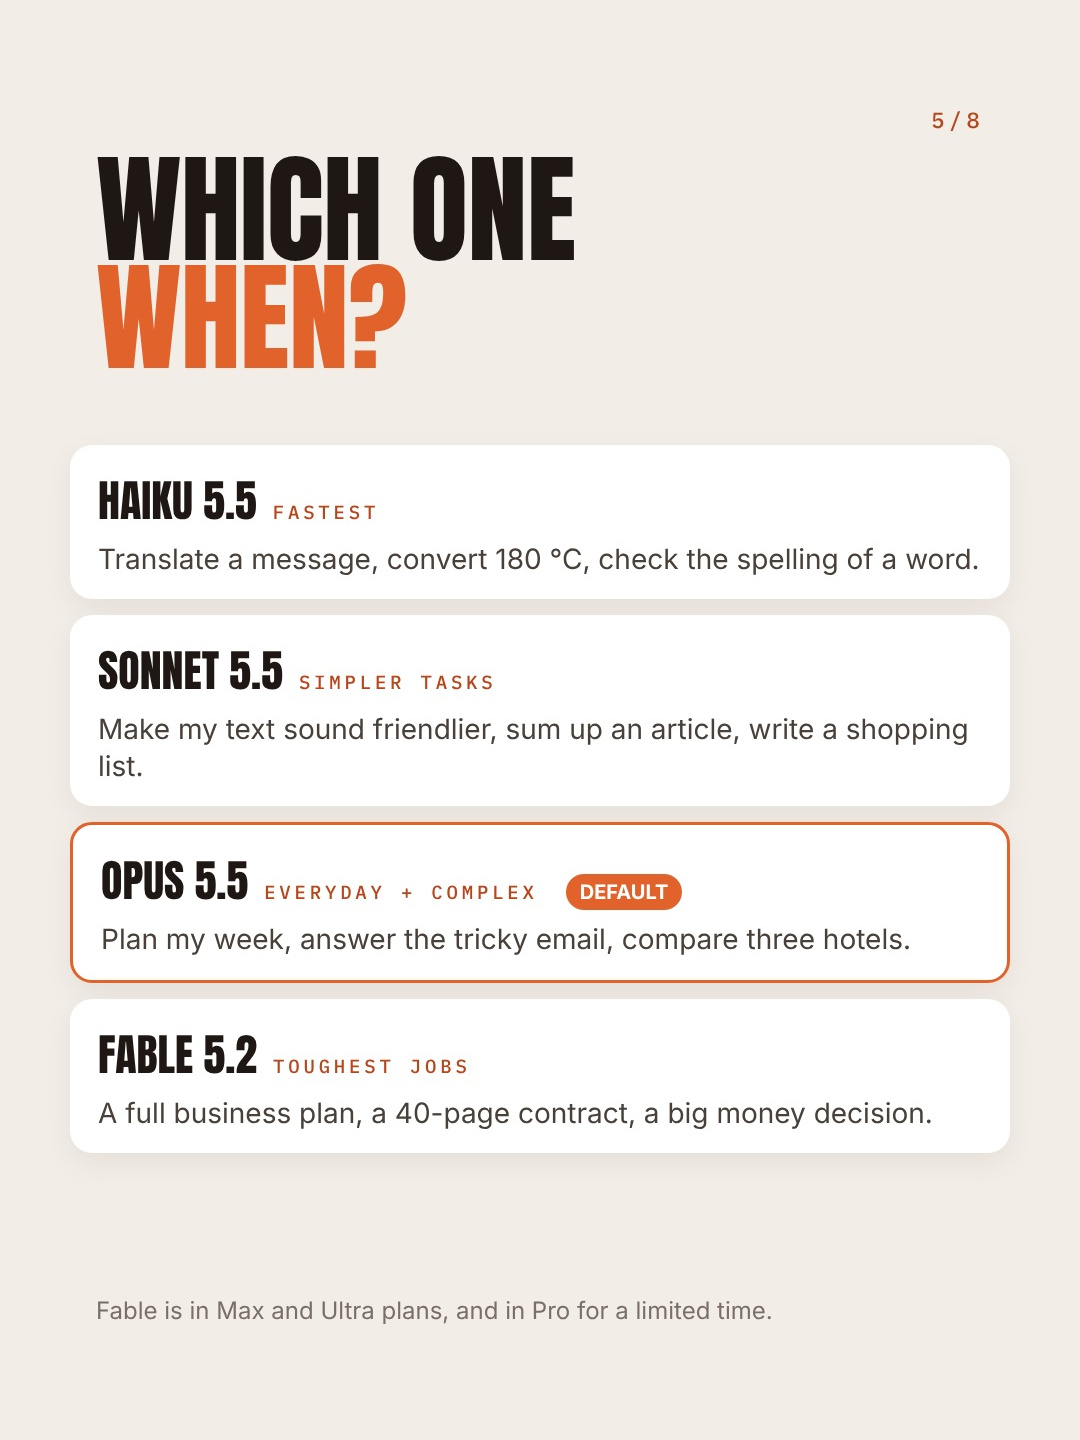 5 / 8
WHICH ONE
WHEN?
HAIKU 5.5 FASTEST
Translate a message, convert 180 °C, check the spelling of a word.
SONNET 5.5 SIMPLER TASKS
Make my text sound friendlier, sum up an article, write a shopping
list.
OPUS 5.5 EVERYDAY + COMPLEX DEFAULT
Plan my week, answer the tricky email, compare three hotels.
FABLE 5.2 TOUGHEST JOBS
A full business plan, a 40-page contract, a big money decision.
Fable is in Max and Ultra plans, and in Pro for a limited time.